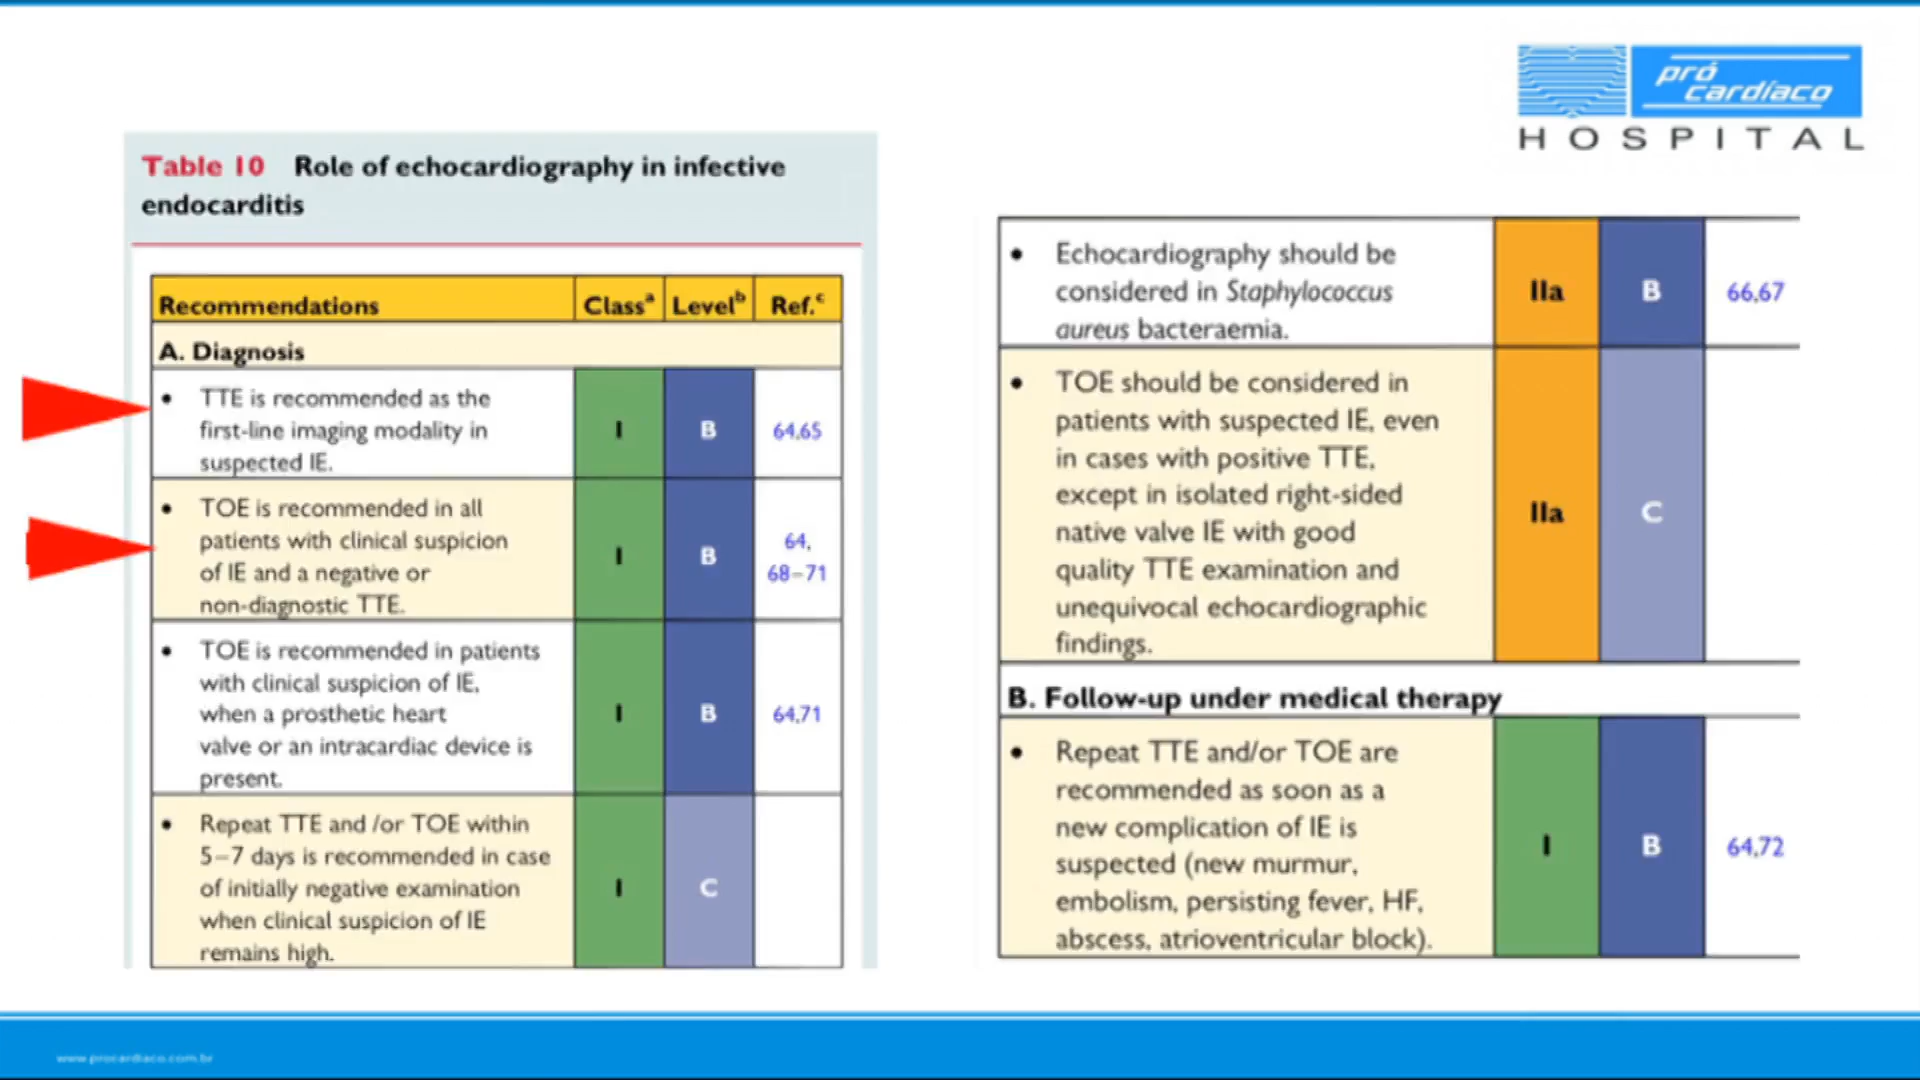 pró
cardíaco
HOSPITAL
Table 10 Role of echocardiography in infective
endocarditis
Recommendations Classᵃ Levelᵇ Ref.ᶜ
A. Diagnosis
• TTE is recommended as the
first-line imaging modality in
suspected IE.
I B 64,65
• TOE is recommended in all
patients with clinical suspicion
of IE and a negative or
non-diagnostic TTE.
I B 64,
68–71
• TOE is recommended in patients
with clinical suspicion of IE,
when a prosthetic heart
valve or an intracardiac device is
present.
I B 64,71
• Repeat TTE and /or TOE within
5–7 days is recommended in case
of initially negative examination
when clinical suspicion of IE
remains high.
I C
• Echocardiography should be
considered in Staphylococcus
aureus bacteraemia.
IIa B 66,67
• TOE should be considered in
patients with suspected IE, even
in cases with positive TTE,
except in isolated right-sided
native valve IE with good
quality TTE examination and
unequivocal echocardiographic
findings.
IIa C
B. Follow-up under medical therapy
• Repeat TTE and/or TOE are
recommended as soon as a
new complication of IE is
suspected (new murmur,
embolism, persisting fever, HF,
abscess, atrioventricular block).
I B 64,72
www.procardiaco.com.br